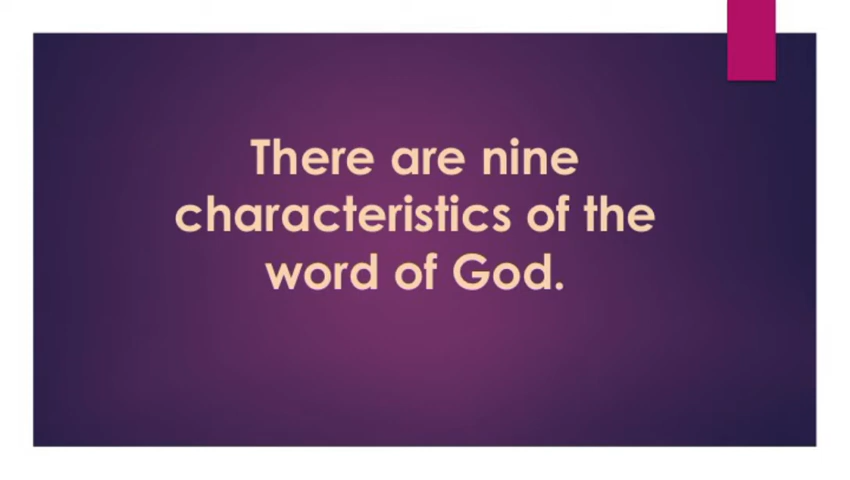 There are nine
characteristics of the
word of God.